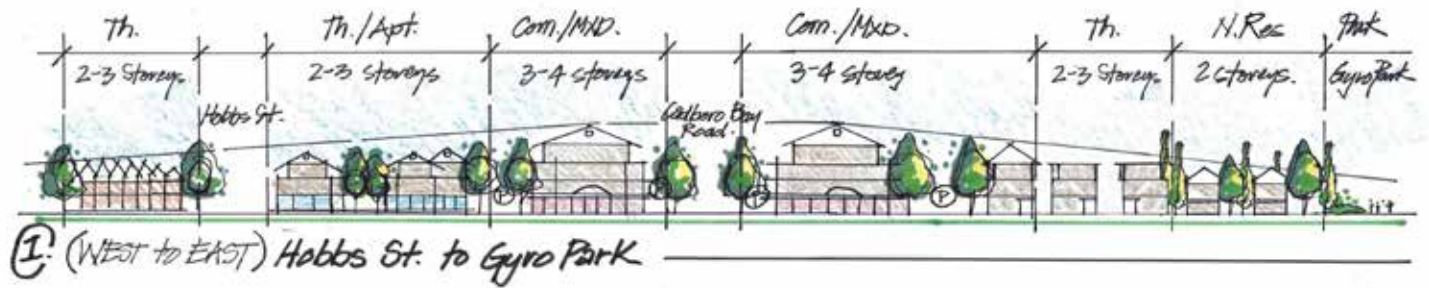 Th. Th./Apt. Com./MXD. Com./MXD. Th. N.Res Park
2-3 Storeys 2-3 storeys 3-4 storeys 3-4 storey 2-3 Storeys 2 storeys. Gyro Park
Hobbs St. Cadboro Bay
Road.
P P P P
1. (WEST to EAST) Hobbs St. to Gyro Park